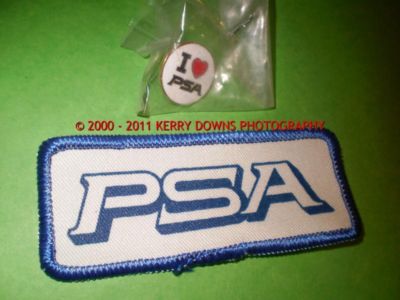 I ❤ PSA
© 2000 - 2011 KERRY DOWNS PHOTOGRAPHY
PSA